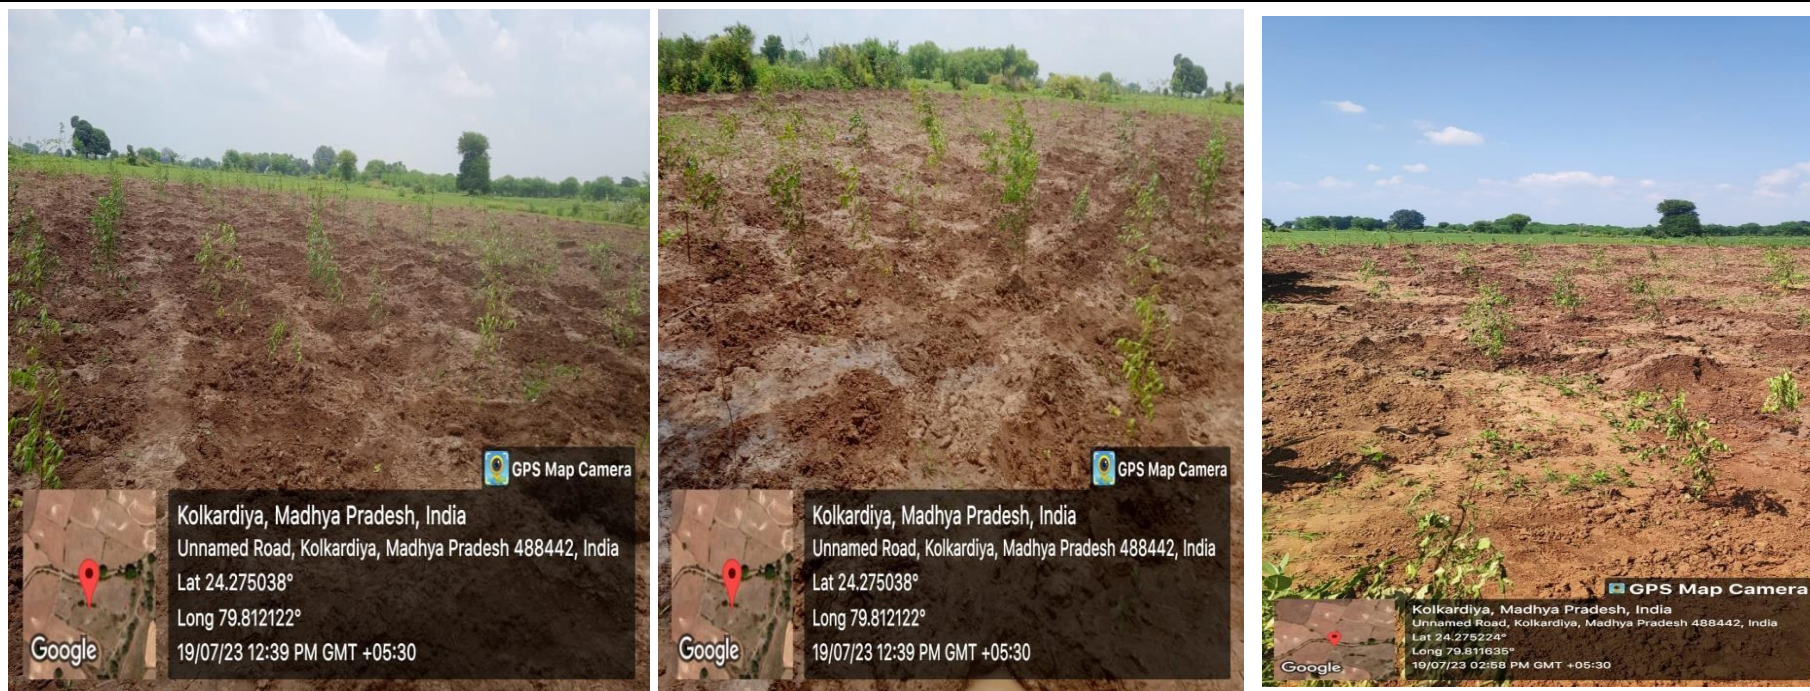 GPS Map Camera
Kolkardiya, Madhya Pradesh, India
Unnamed Road, Kolkardiya, Madhya Pradesh 488442, India
Lat 24.275038°
Long 79.812122°
19/07/23 12:39 PM GMT +05:30
Google
GPS Map Camera
Kolkardiya, Madhya Pradesh, India
Unnamed Road, Kolkardiya, Madhya Pradesh 488442, India
Lat 24.275038°
Long 79.812122°
19/07/23 12:39 PM GMT +05:30
Google
GPS Map Camera
Kolkardiya, Madhya Pradesh, India
Unnamed Road, Kolkardiya, Madhya Pradesh 488442, India
Lat 24.275224°
Long 79.811635°
19/07/23 02:58 PM GMT +05:30
Google